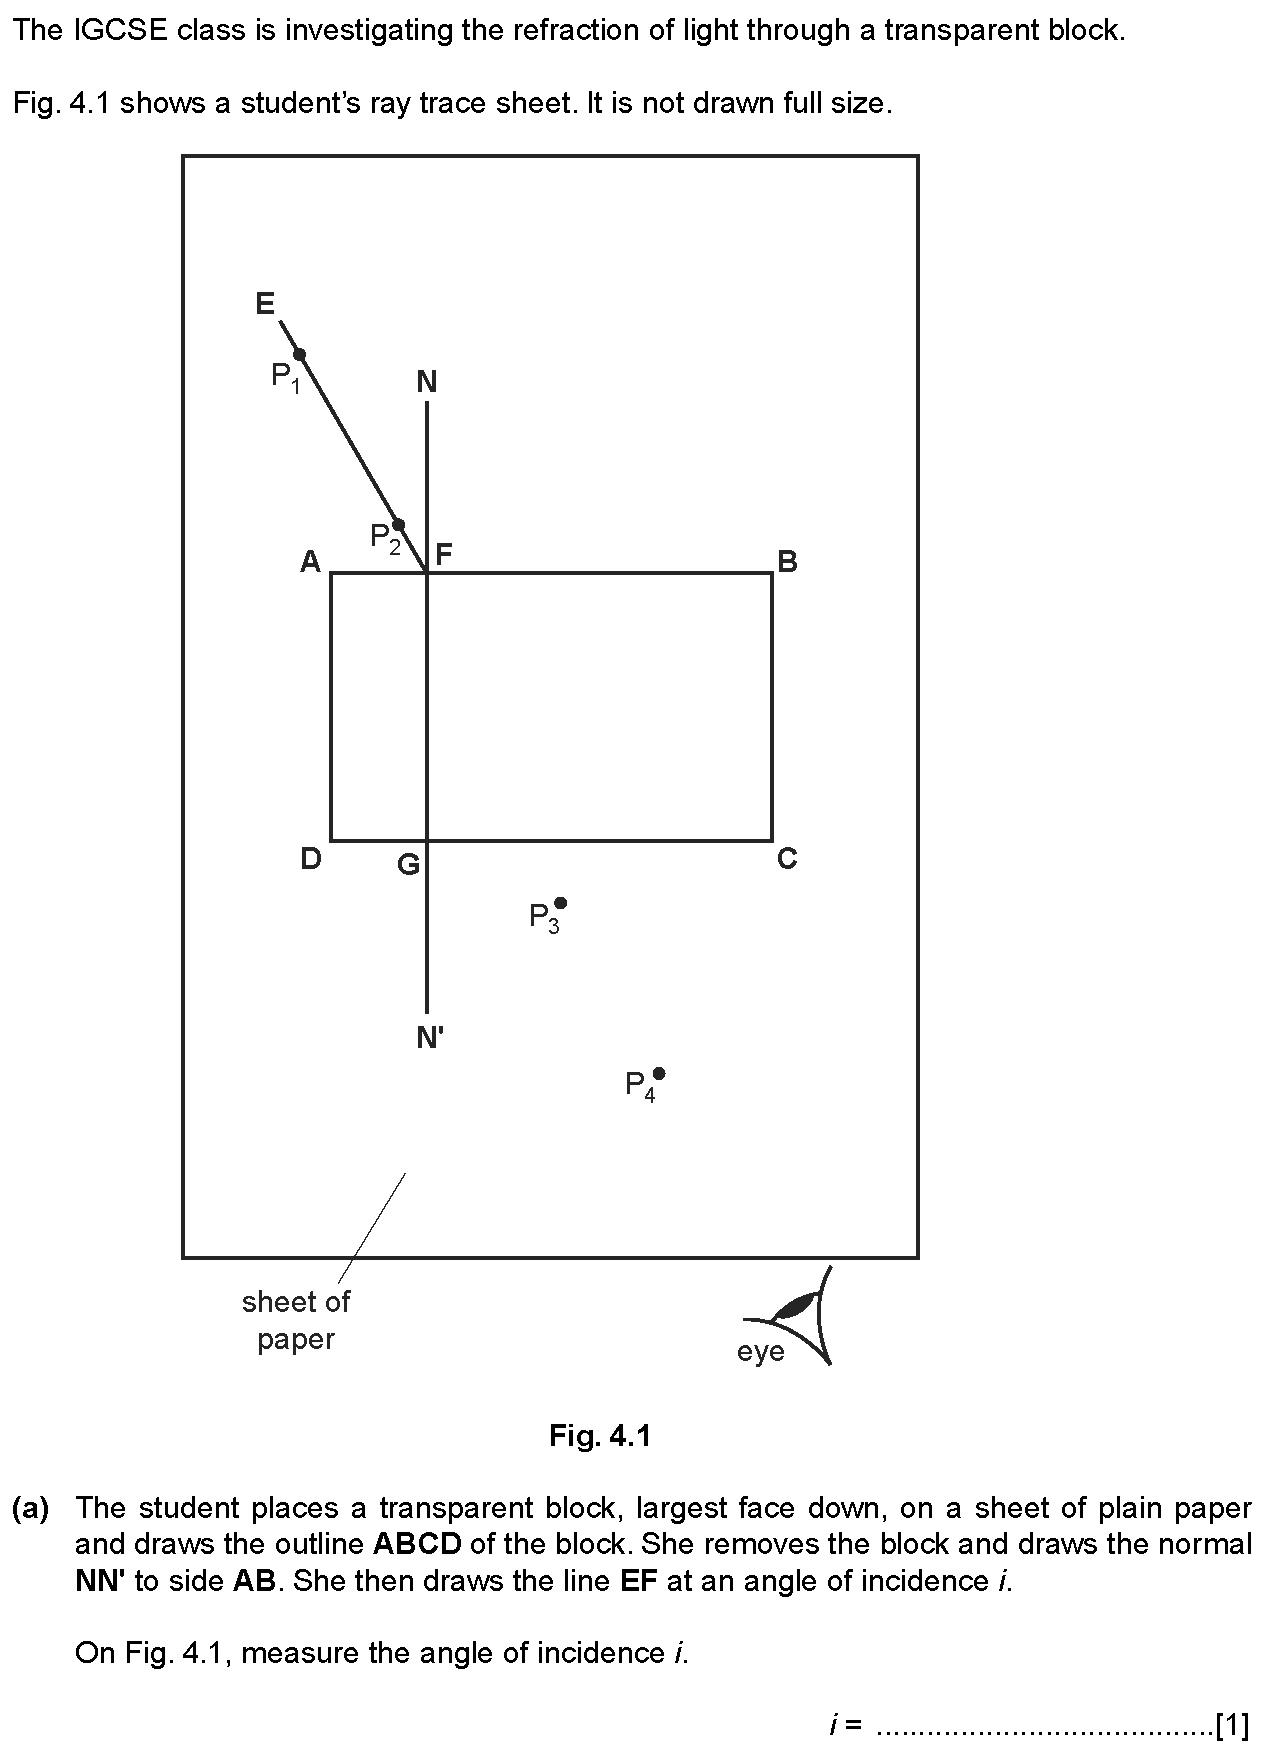 The IGCSE class is investigating the refraction of light through a transparent block.
Fig. 4.1 shows a student’s ray trace sheet. It is not drawn full size.
E
P1
N
P2
F
A
B
D
G
C
P3
N'
P4
sheet of
paper
eye
Fig. 4.1
(a) The student places a transparent block, largest face down, on a sheet of plain paper
and draws the outline ABCD of the block. She removes the block and draws the normal
NN' to side AB. She then draws the line EF at an angle of incidence i.
On Fig. 4.1, measure the angle of incidence i.
i = ........................................[1]